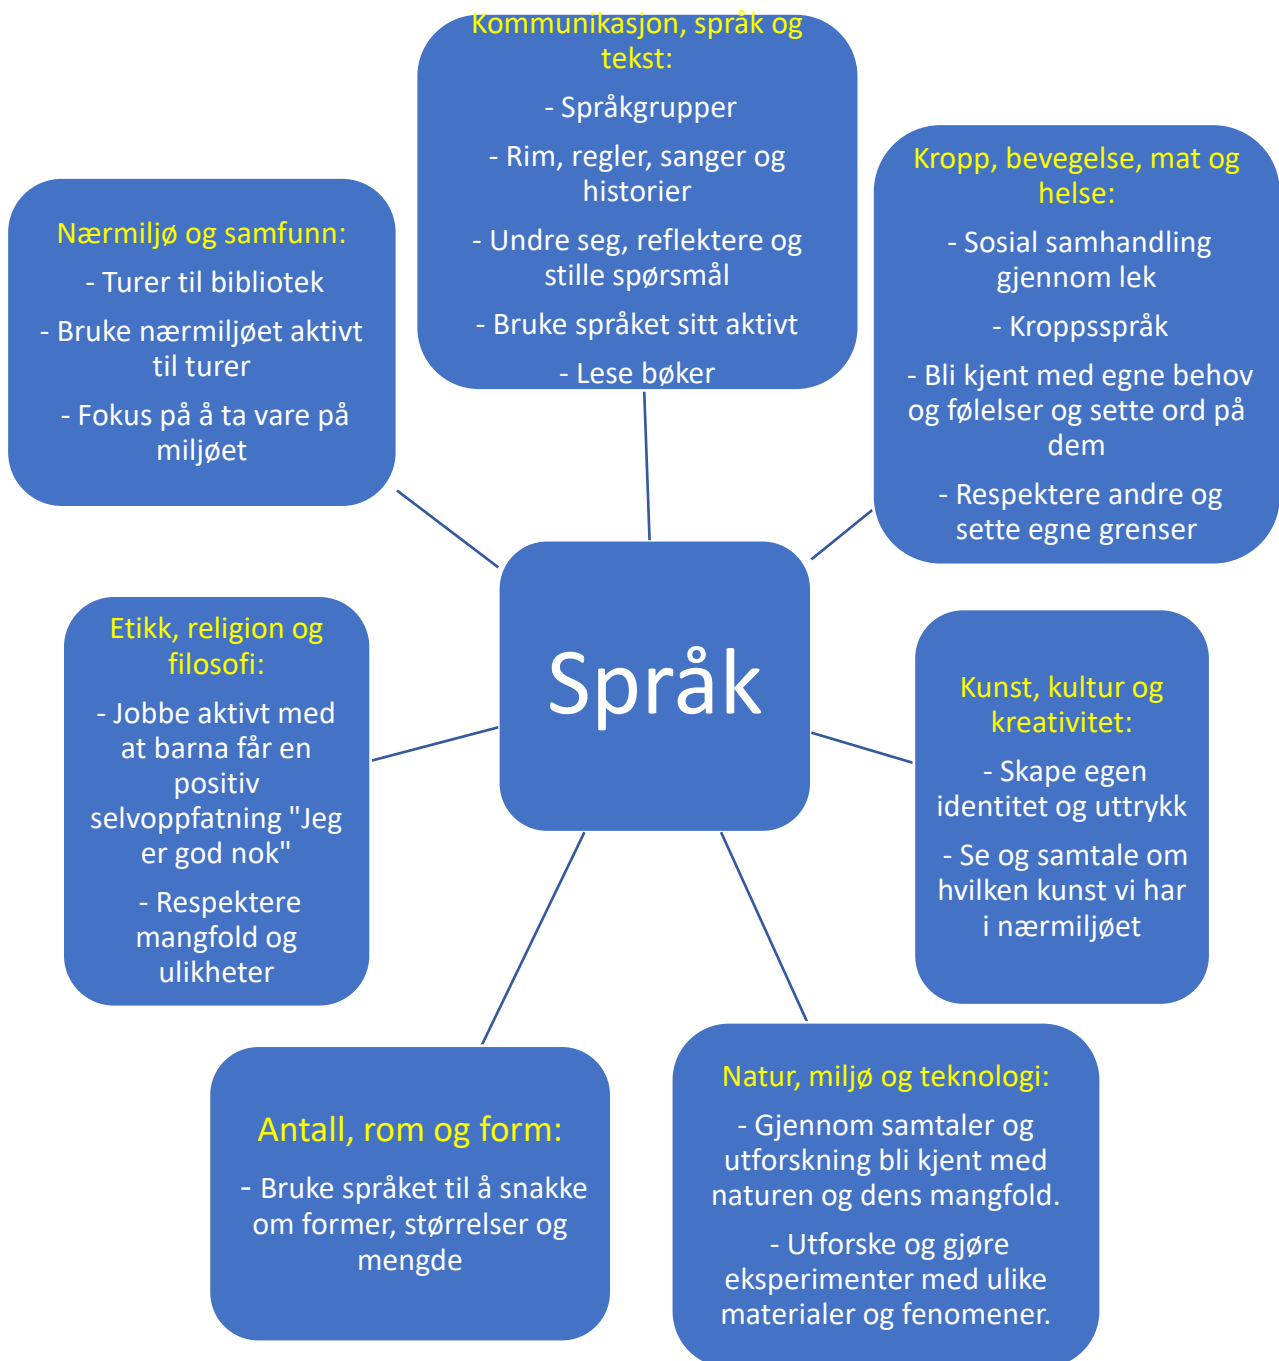 Kommunikasjon, språk og
tekst:
- Språkgrupper
- Rim, regler, sanger og
historier
- Undre seg, reflektere og
stille spørsmål
- Bruke språket sitt aktivt
- Lese bøker
Kropp, bevegelse, mat og
helse:
- Sosial samhandling
gjennom lek
- Kroppsspråk
- Bli kjent med egne behov
og følelser og sette ord på
dem
- Respektere andre og
sette egne grenser
Nærmiljø og samfunn:
- Turer til bibliotek
- Bruke nærmiljøet aktivt
til turer
- Fokus på å ta vare på
miljøet
Språk
Etikk, religion og
filosofi:
- Jobbe aktivt med
at barna får en
positiv
selvoppfatning "Jeg
er god nok"
- Respektere
mangfold og
ulikheter
Kunst, kultur og
kreativitet:
- Skape egen
identitet og uttrykk
- Se og samtale om
hvilken kunst vi har
i nærmiljøet
Antall, rom og form:
- Bruke språket til å snakke
om former, størrelser og
mengde
Natur, miljø og teknologi:
- Gjennom samtaler og
utforskning bli kjent med
naturen og dens mangfold.
- Utforske og gjøre
eksperimenter med ulike
materialer og fenomener.